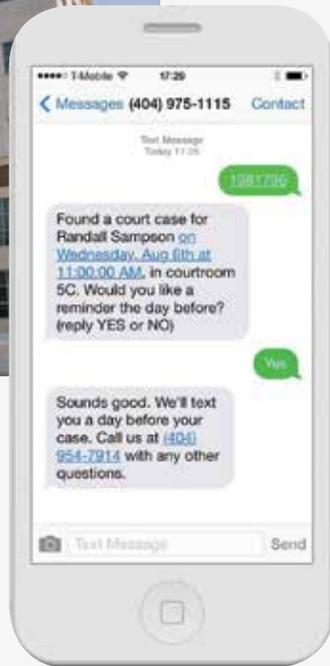 T-Mobile 17:29
Messages (404) 975-1115 Contact
Text Message
Today 17:25
1981796
Found a court case for
Randall Sampson on
Wednesday, Aug 6th at
11:00:00 AM, in courtroom
5C. Would you like a
reminder the day before?
(reply YES or NO)
Yes
Sounds good. We'll text
you a day before your
case. Call us at (404)
954-7914 with any other
questions.
Text Message Send